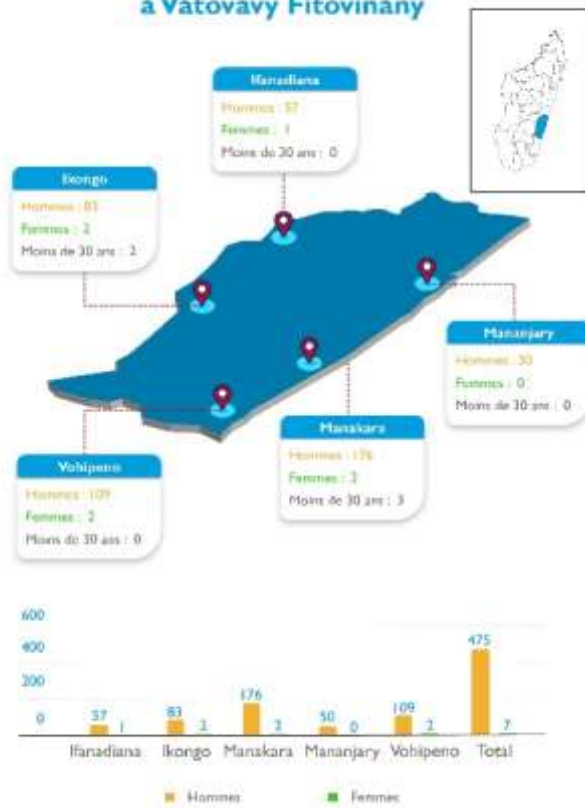 à Vatovavy Fitovinany
Ifanadiana
Hommes : 57
Femmes : 1
Moins de 30 ans : 0
Ikongo
Hommes : 83
Femmes : 2
Moins de 30 ans : 2
Mananjary
Hommes : 50
Femmes : 0
Moins de 30 ans : 0
Manakara
Hommes : 176
Femmes : 2
Moins de 30 ans : 3
Vohipeno
Hommes : 109
Femmes : 2
Moins de 30 ans : 0
600
400
200
0
57 1 83 2 176 2 50 0 109 2 475 7
Ifanadiana Ikongo Manakara Mananjary Vohipeno Total
Hommes Femmes